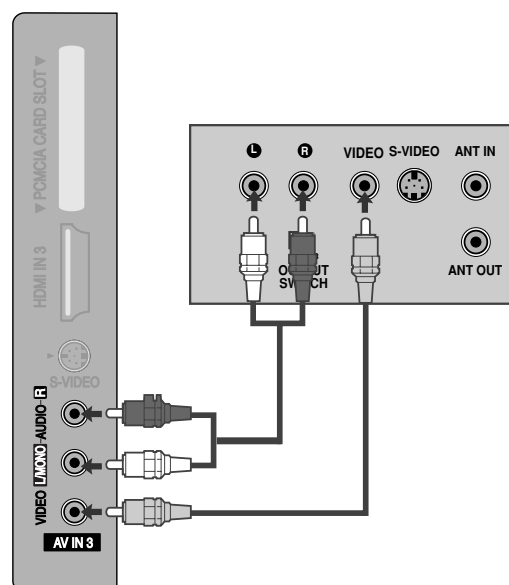 ▼ PCMCIA CARD SLOT ▼
HDMI IN 3
S-VIDEO
VIDEO L/MONO-AUDIO-R
AV IN 3
L R VIDEO S-VIDEO ANT IN
ANT OUT
SWITCH